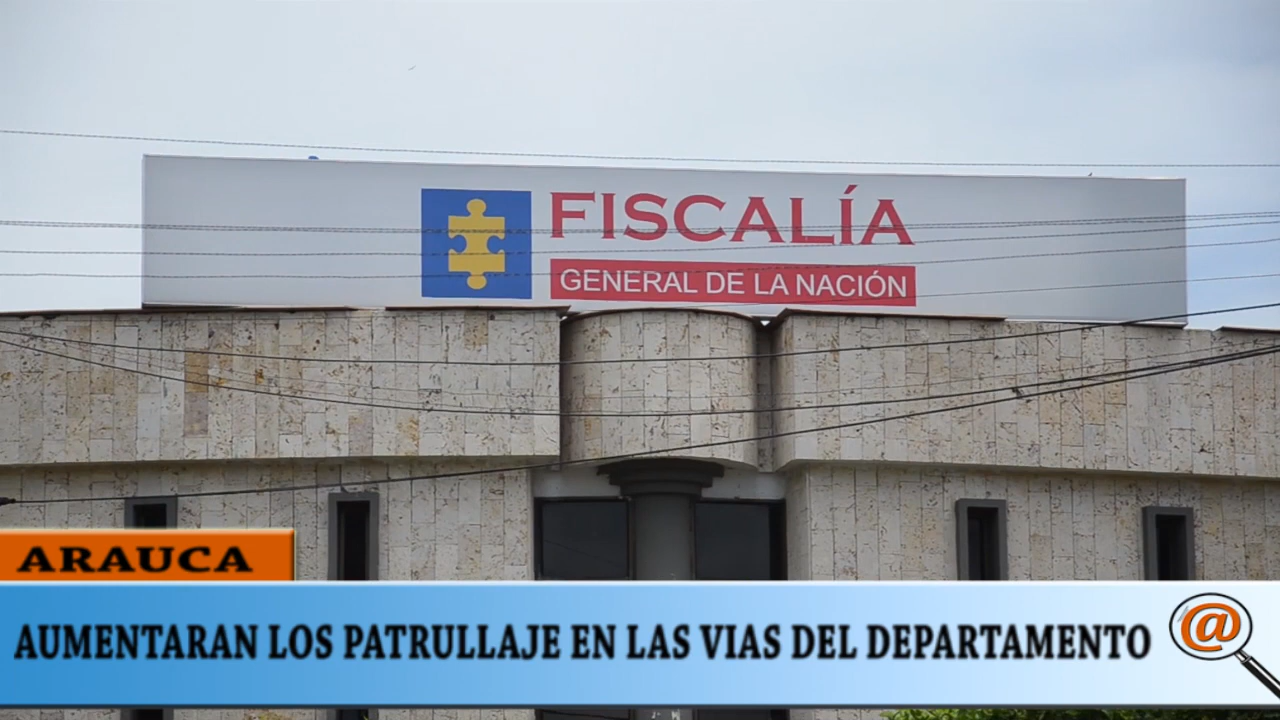 FISCALÍA
GENERAL DE LA NACIÓN
ARAUCA
AUMENTARAN LOS PATRULLAJE EN LAS VIAS DEL DEPARTAMENTO
@